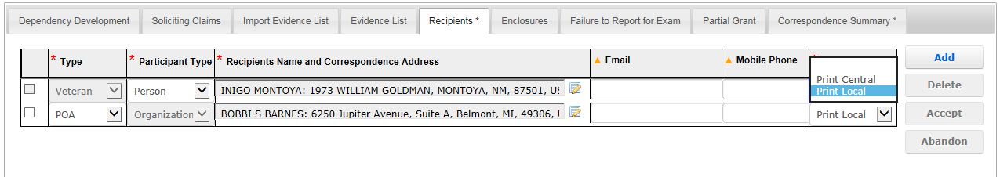 Dependency Development Soliciting Claims Import Evidence List Evidence List Recipients * Enclosures Failure to Report for Exam Partial Grant Correspondence Summary *
* Type * Participant Type * Recipients Name and Correspondence Address Email Mobile Phone *
Print Central
Print Local
Veteran Person INIGO MONTOYA: 1973 WILLIAM GOLDMAN, MONTOYA, NM, 87501, US
POA Organization BOBBI S BARNES: 6250 Jupiter Avenue, Suite A, Belmont, MI, 49306, Print Local
Add
Delete
Accept
Abandon